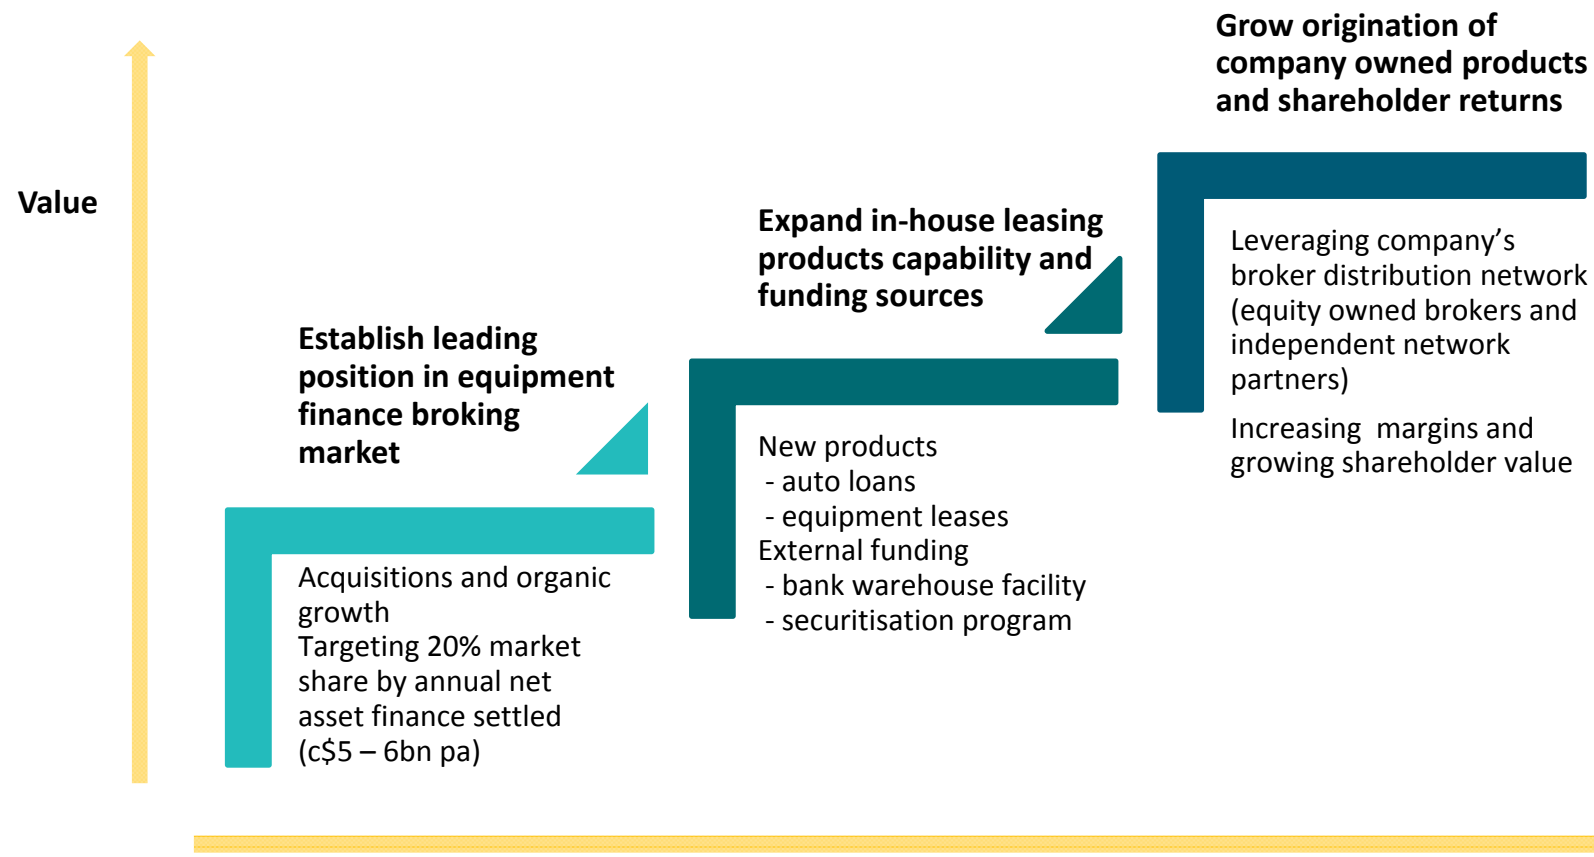 Value
Establish leading
position in equipment
finance broking
market
Acquisitions and organic
growth
Targeting 20% market
share by annual net
asset finance settled
(c$5 – 6bn pa)
Expand in-house leasing
products capability and
funding sources
New products
- auto loans
- equipment leases
External funding
- bank warehouse facility
- securitisation program
Grow origination of
company owned products
and shareholder returns
Leveraging company’s
broker distribution network
(equity owned brokers and
independent network
partners)
Increasing  margins and
growing shareholder value